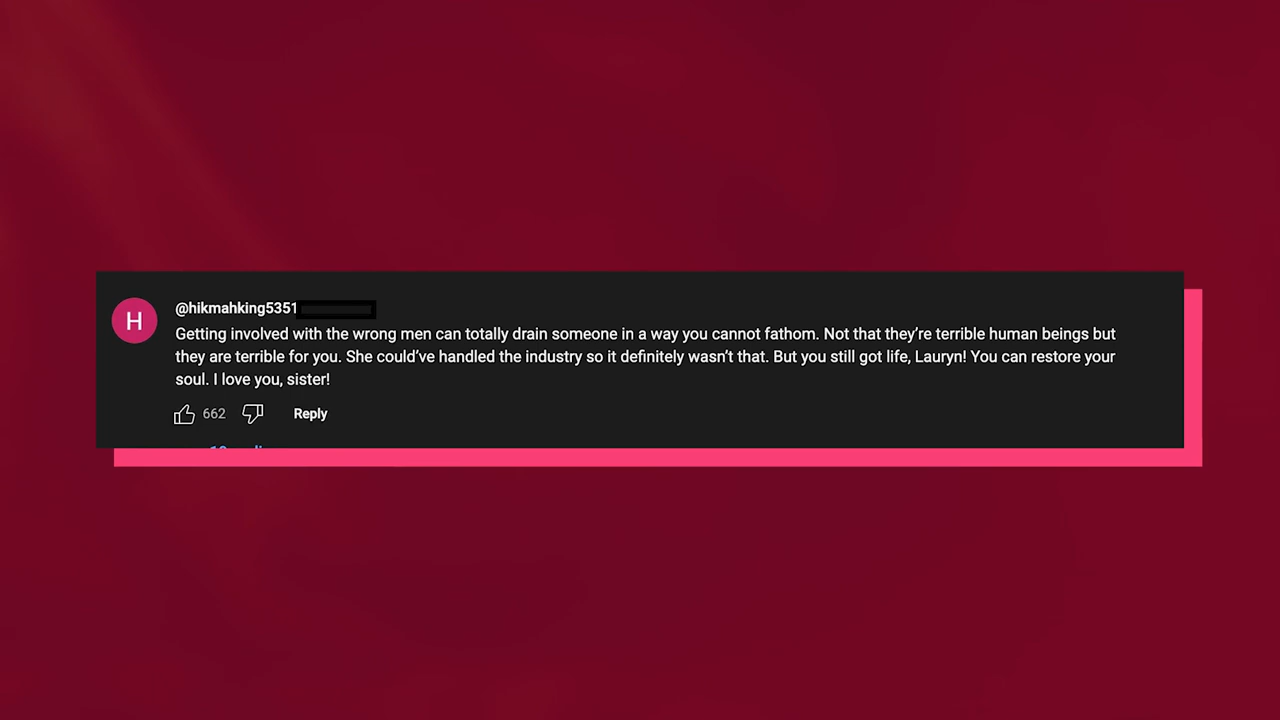 H
@hikmahking5351
Getting involved with the wrong men can totally drain someone in a way you cannot fathom. Not that they’re terrible human beings but
they are terrible for you. She could’ve handled the industry so it definitely wasn’t that. But you still got life, Lauryn! You can restore your
soul. I love you, sister!
662
Reply